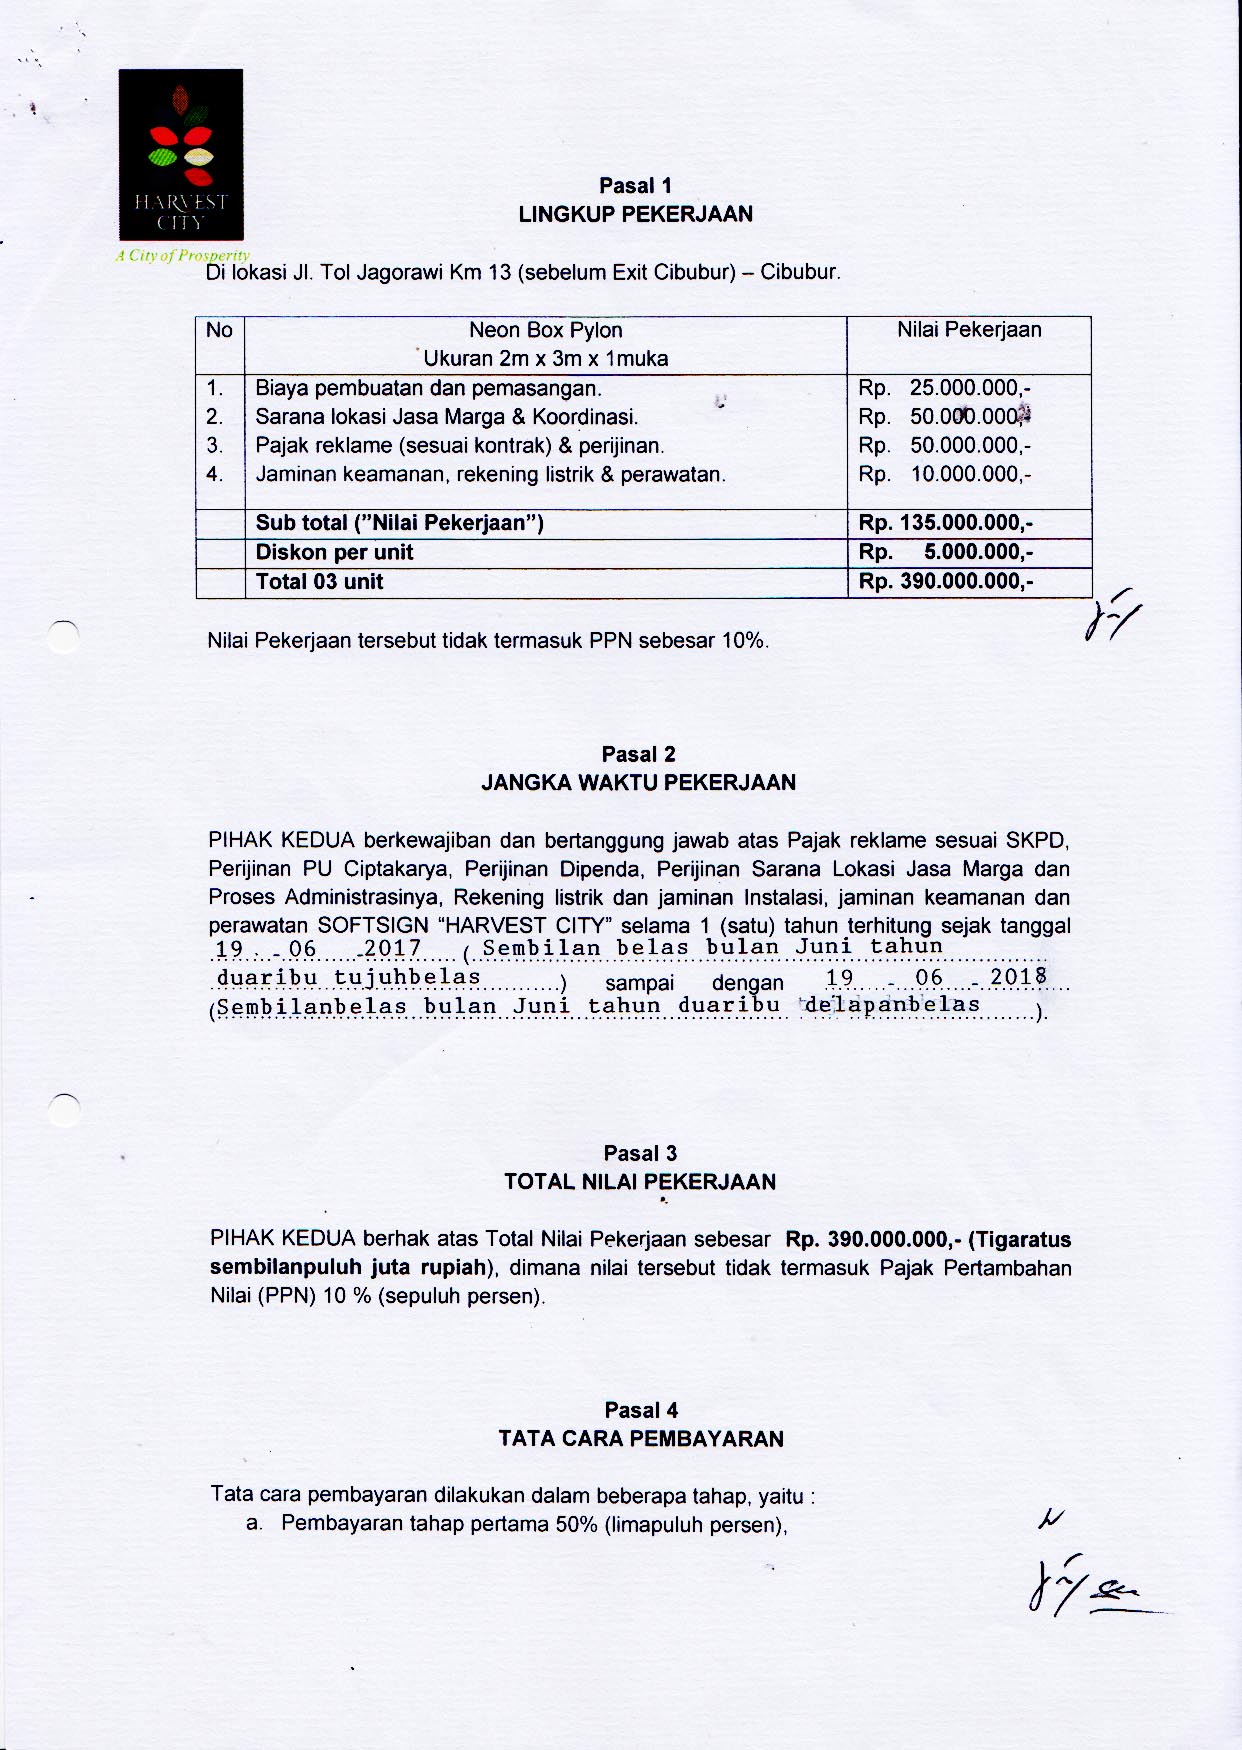 HARVEST
CITY
A City of Prosperity
Pasal 1
LINGKUP PEKERJAAN
Di lokasi Jl. Tol Jagorawi Km 13 (sebelum Exit Cibubur) – Cibubur.
No Neon Box Pylon Nilai Pekerjaan
Ukuran 2m x 3m x 1muka
1. Biaya pembuatan dan pemasangan. Rp. 25.000.000,-
2. Sarana lokasi Jasa Marga & Koordinasi. Rp. 50.000.000,-
3. Pajak reklame (sesuai kontrak) & perijinan. Rp. 50.000.000,-
4. Jaminan keamanan, rekening listrik & perawatan. Rp. 10.000.000,-
Sub total ("Nilai Pekerjaan") Rp. 135.000.000,-
Diskon per unit Rp. 5.000.000,-
Total 03 unit Rp. 390.000.000,-
Nilai Pekerjaan tersebut tidak termasuk PPN sebesar 10%.
Pasal 2
JANGKA WAKTU PEKERJAAN
PIHAK KEDUA berkewajiban dan bertanggung jawab atas Pajak reklame sesuai SKPD,
Perijinan PU Ciptakarya, Perijinan Dipenda, Perijinan Sarana Lokasi Jasa Marga dan
Proses Administrasinya, Rekening listrik dan jaminan Instalasi, jaminan keamanan dan
perawatan SOFTSIGN “HARVEST CITY” selama 1 (satu) tahun terhitung sejak tanggal
19 - 06 -2017 ( Sembilan belas bulan Juni tahun
duaribu tujuhbelas ) sampai dengan 19 - 06 - 2018
(Sembilanbelas bulan Juni tahun duaribu delapanbelas ).
Pasal 3
TOTAL NILAI PEKERJAAN
PIHAK KEDUA berhak atas Total Nilai Pekerjaan sebesar Rp. 390.000.000,- (Tigaratus
sembilanpuluh juta rupiah), dimana nilai tersebut tidak termasuk Pajak Pertambahan
Nilai (PPN) 10 % (sepuluh persen).
Pasal 4
TATA CARA PEMBAYARAN
Tata cara pembayaran dilakukan dalam beberapa tahap, yaitu :
a. Pembayaran tahap pertama 50% (limapuluh persen),